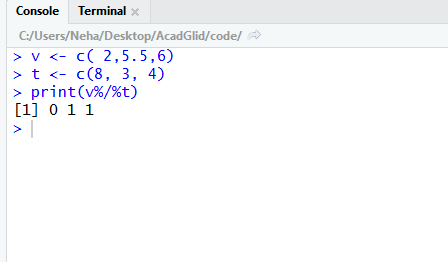 Console Terminal ×
C:/Users/Neha/Desktop/AcadGlid/code/
> v <- c( 2,5.5,6)
> t <- c(8, 3, 4)
> print(v%/%t)
[1] 0 1 1
>